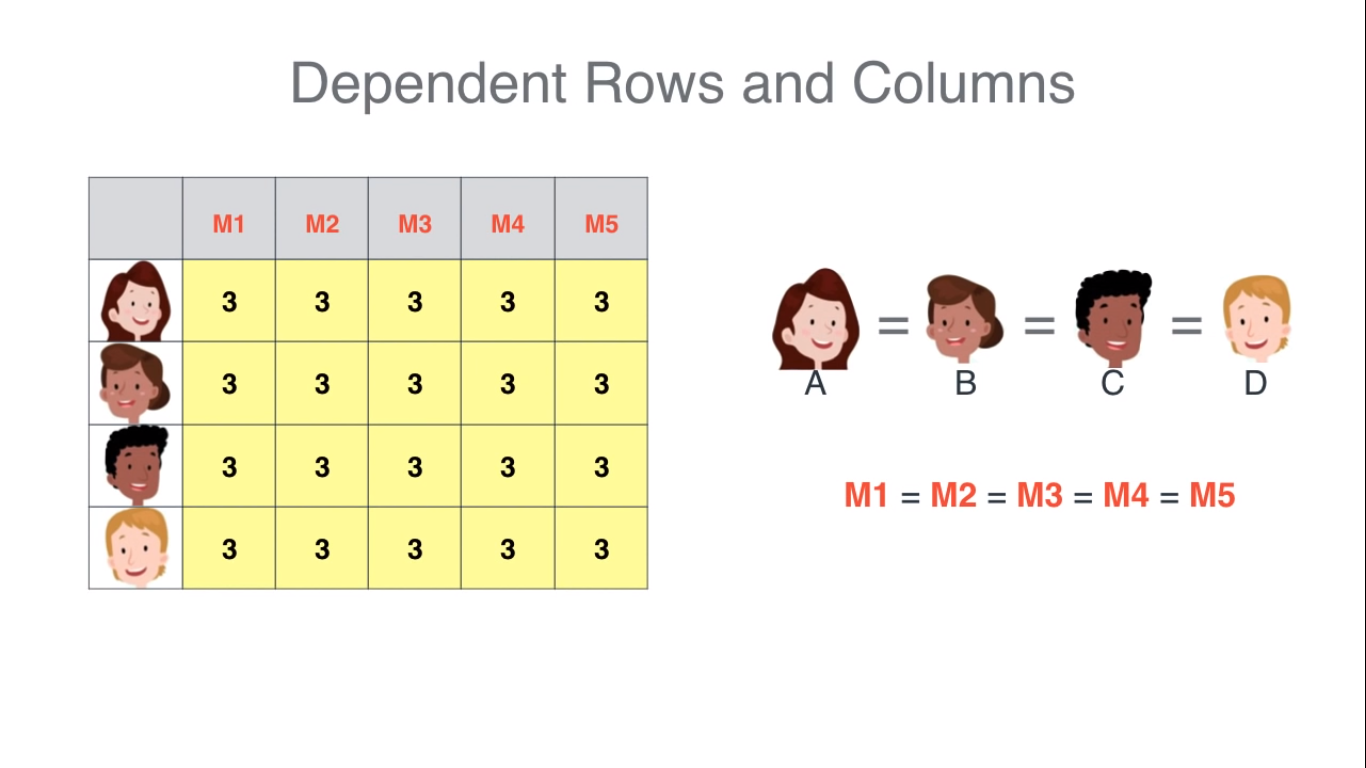 Dependent Rows and Columns
M1 M2 M3 M4 M5
3 3 3 3 3
3 3 3 3 3
3 3 3 3 3
3 3 3 3 3
= = =
A B C D
M1 = M2 = M3 = M4 = M5